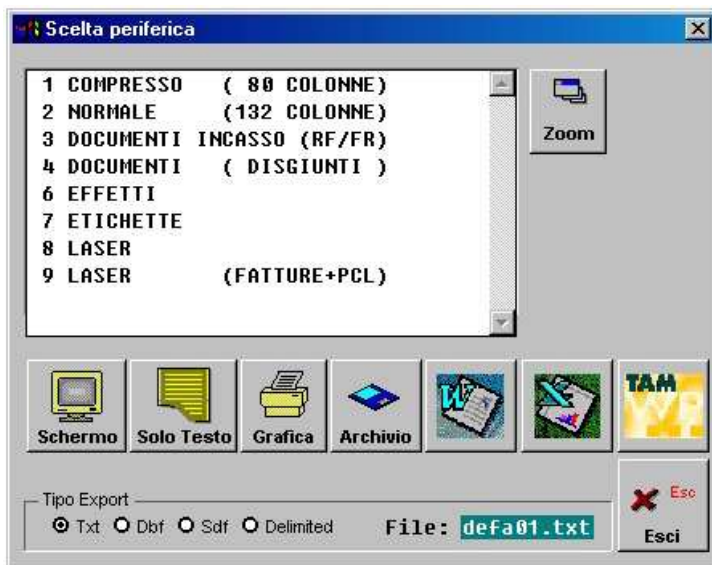 Scelta periferica
1 COMPRESSO ( 80 COLONNE)
2 NORMALE (132 COLONNE)
3 DOCUMENTI INCASSO (RF/FR)
4 DOCUMENTI ( DISGIUNTI )
6 EFFETTI
7 ETICHETTE
8 LASER
9 LASER (FATTURE+PCL)
Zoom
Schermo
Solo Testo
Grafica
Archivio
W
X
TAM
WP
Tipo Export
Txt Dbf Sdf Delimited
File: defa01.txt
Esc
Esci